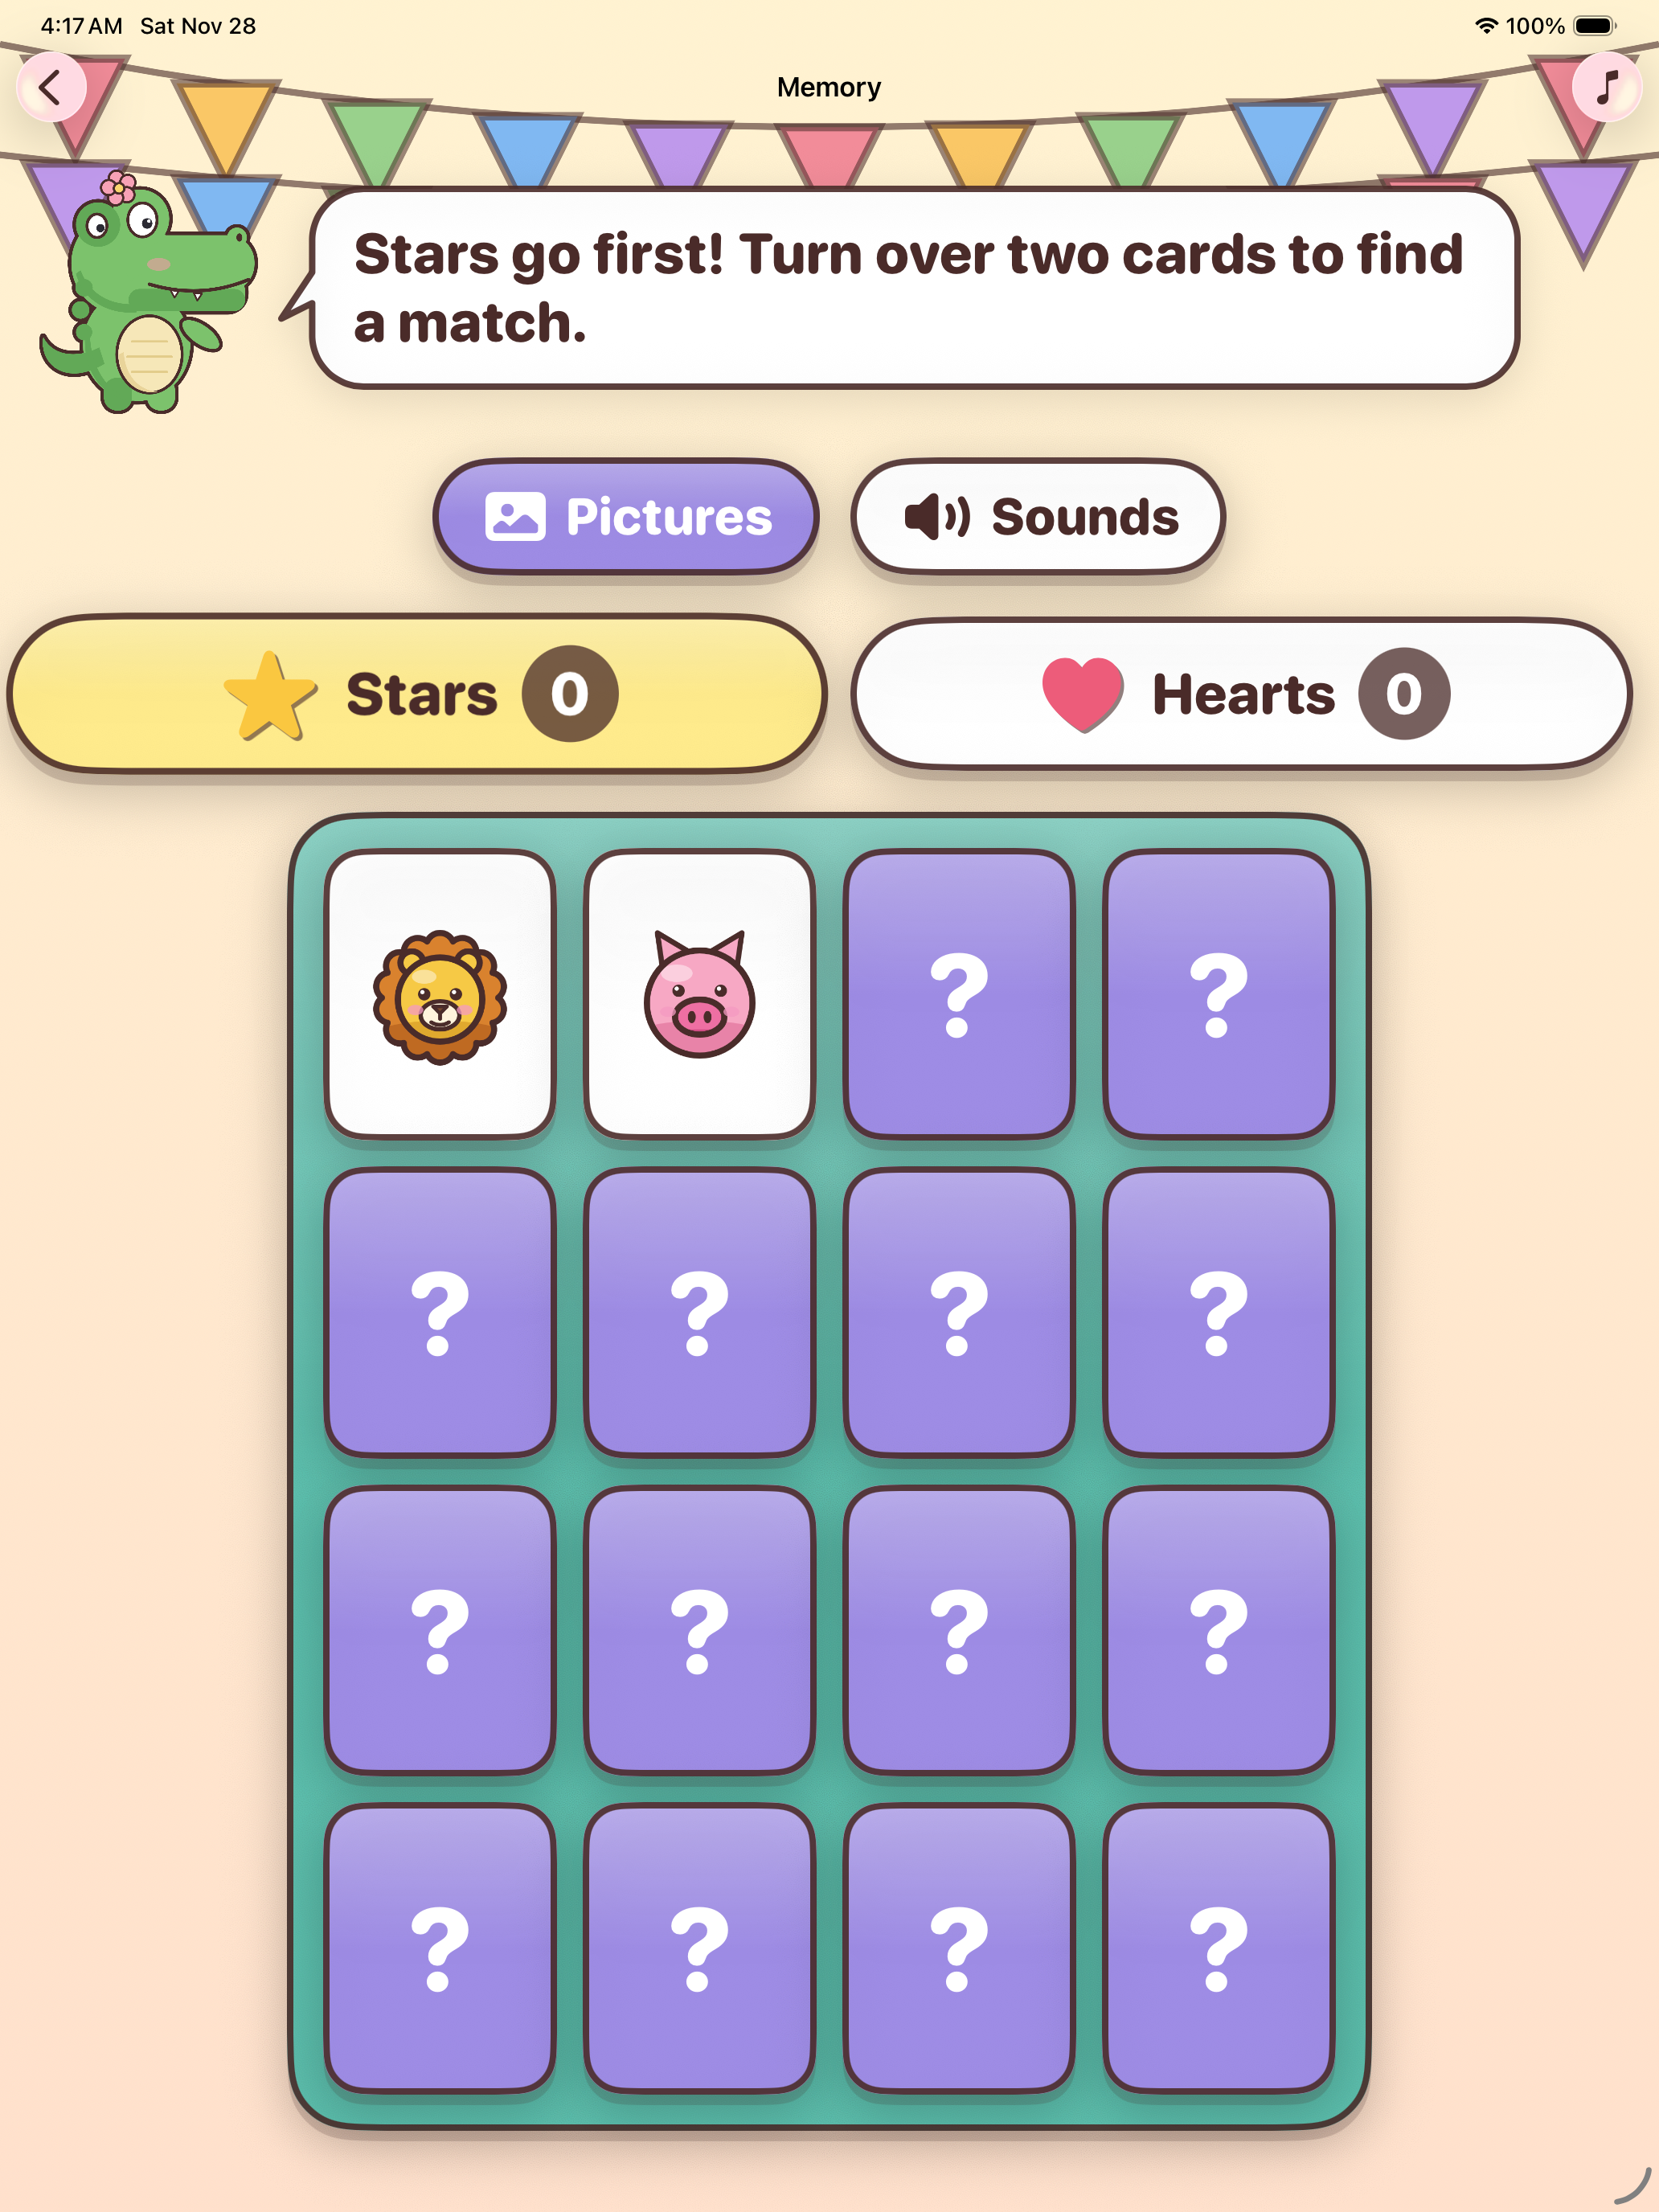 4:17 AM Sat Nov 28
100%
Memory
Stars go first! Turn over two cards to find
a match.
Pictures
Sounds
Stars 0
Hearts 0
? ?
? ? ? ?
? ? ? ?
? ? ? ?